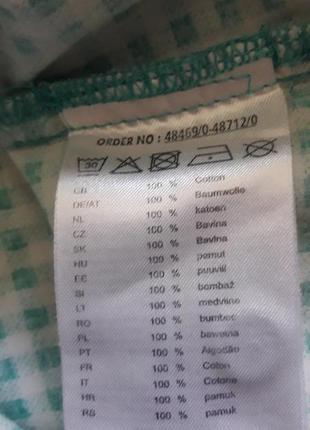 ORDER NO : 48469/0-48712/0
30
GB 100 % Cotton
DE/AT 100 % Baumwolle
NL 100 % katoen
CZ 100 % Bavlna
SK 100 % Bavlna
HU 100 % pamut
EE 100 % puuvill
SI 100 % bombaž
LT 100 % medvilnė
RO 100 % bumbac
PL 100 % bawełna
PT 100 % Algodão
FR 100 % Coton
IT 100 % Cotone
HR 100 % pamuk
RS 100 % pamuk